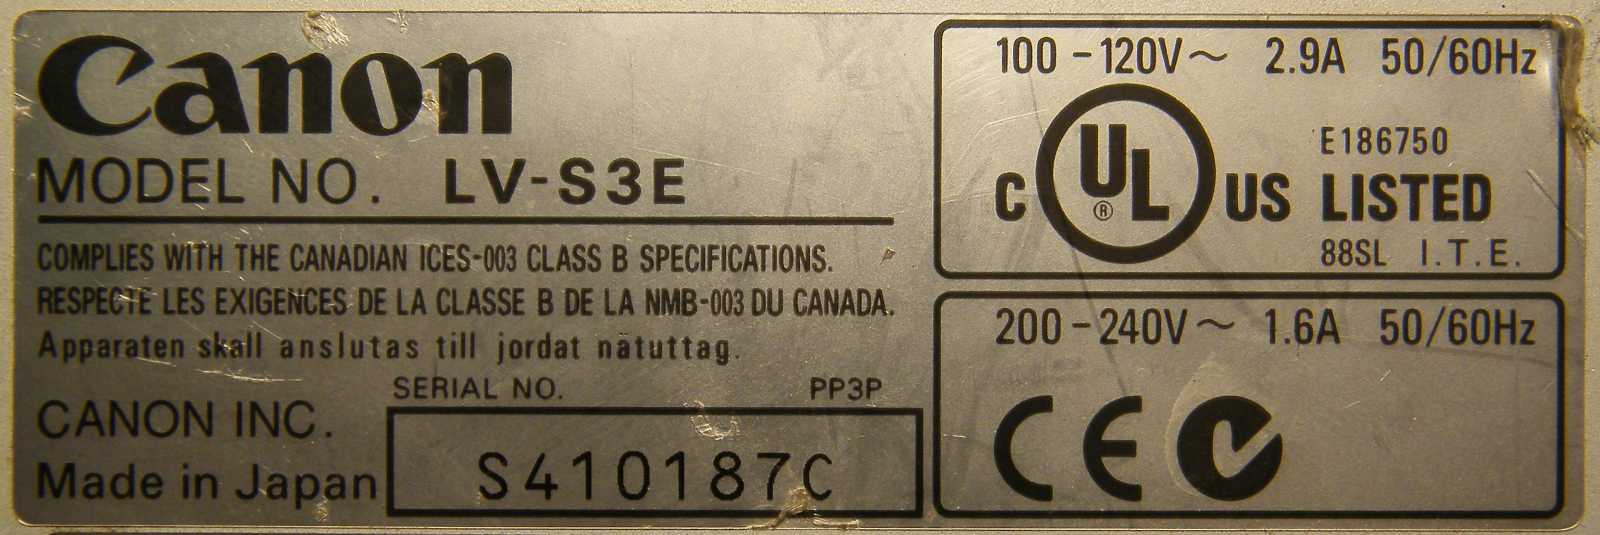 Canon
MODEL NO. LV-S3E
COMPLIES WITH THE CANADIAN ICES-003 CLASS B SPECIFICATIONS.
RESPECTE LES EXIGENCES DE LA CLASSE B DE LA NMB-003 DU CANADA.
Apparaten skall anslutas till jordat natuttag.
SERIAL NO. PP3P
CANON INC.
Made in Japan
S410187C
100-120V~ 2.9A 50/60Hz
E186750
C UL® US LISTED
88SL I.T.E.
200-240V~ 1.6A 50/60Hz
CE